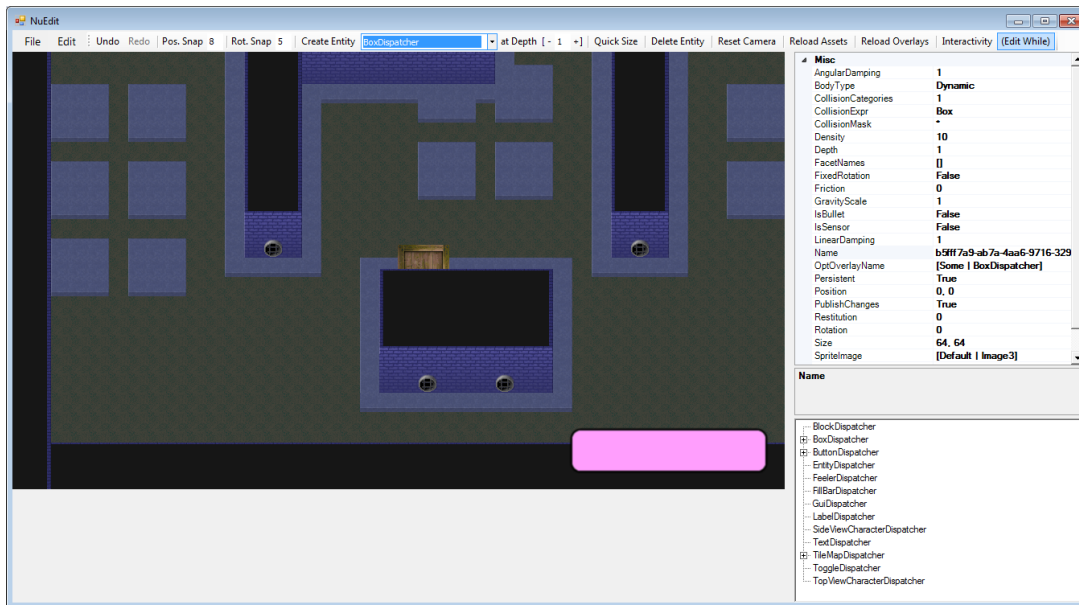 NuEdit
File Edit Undo Redo Pos. Snap 8 Rot. Snap 5 Create Entity BoxDispatcher at Depth [ - 1 +] Quick Size Delete Entity Reset Camera Reload Assets Reload Overlays Interactivity (Edit While)
Misc
AngularDamping 1
BodyType Dynamic
CollisionCategories 1
CollisionExpr Box
CollisionMask *
Density 10
Depth 1
FacetNames []
FixedRotation False
Friction 0
GravityScale 1
IsBullet False
IsSensor False
LinearDamping 1
Name b5fff7a9-ab7a-4aa6-9716-329
OptOverlayName [Some | BoxDispatcher]
Persistent True
Position 0, 0
PublishChanges True
Restitution 0
Rotation 0
Size 64, 64
SpriteImage [Default | Image3]
Name
BlockDispatcher
BoxDispatcher
ButtonDispatcher
EntityDispatcher
FeelerDispatcher
FillBarDispatcher
GuiDispatcher
LabelDispatcher
SideViewCharacterDispatcher
TextDispatcher
TileMapDispatcher
ToggleDispatcher
TopViewCharacterDispatcher